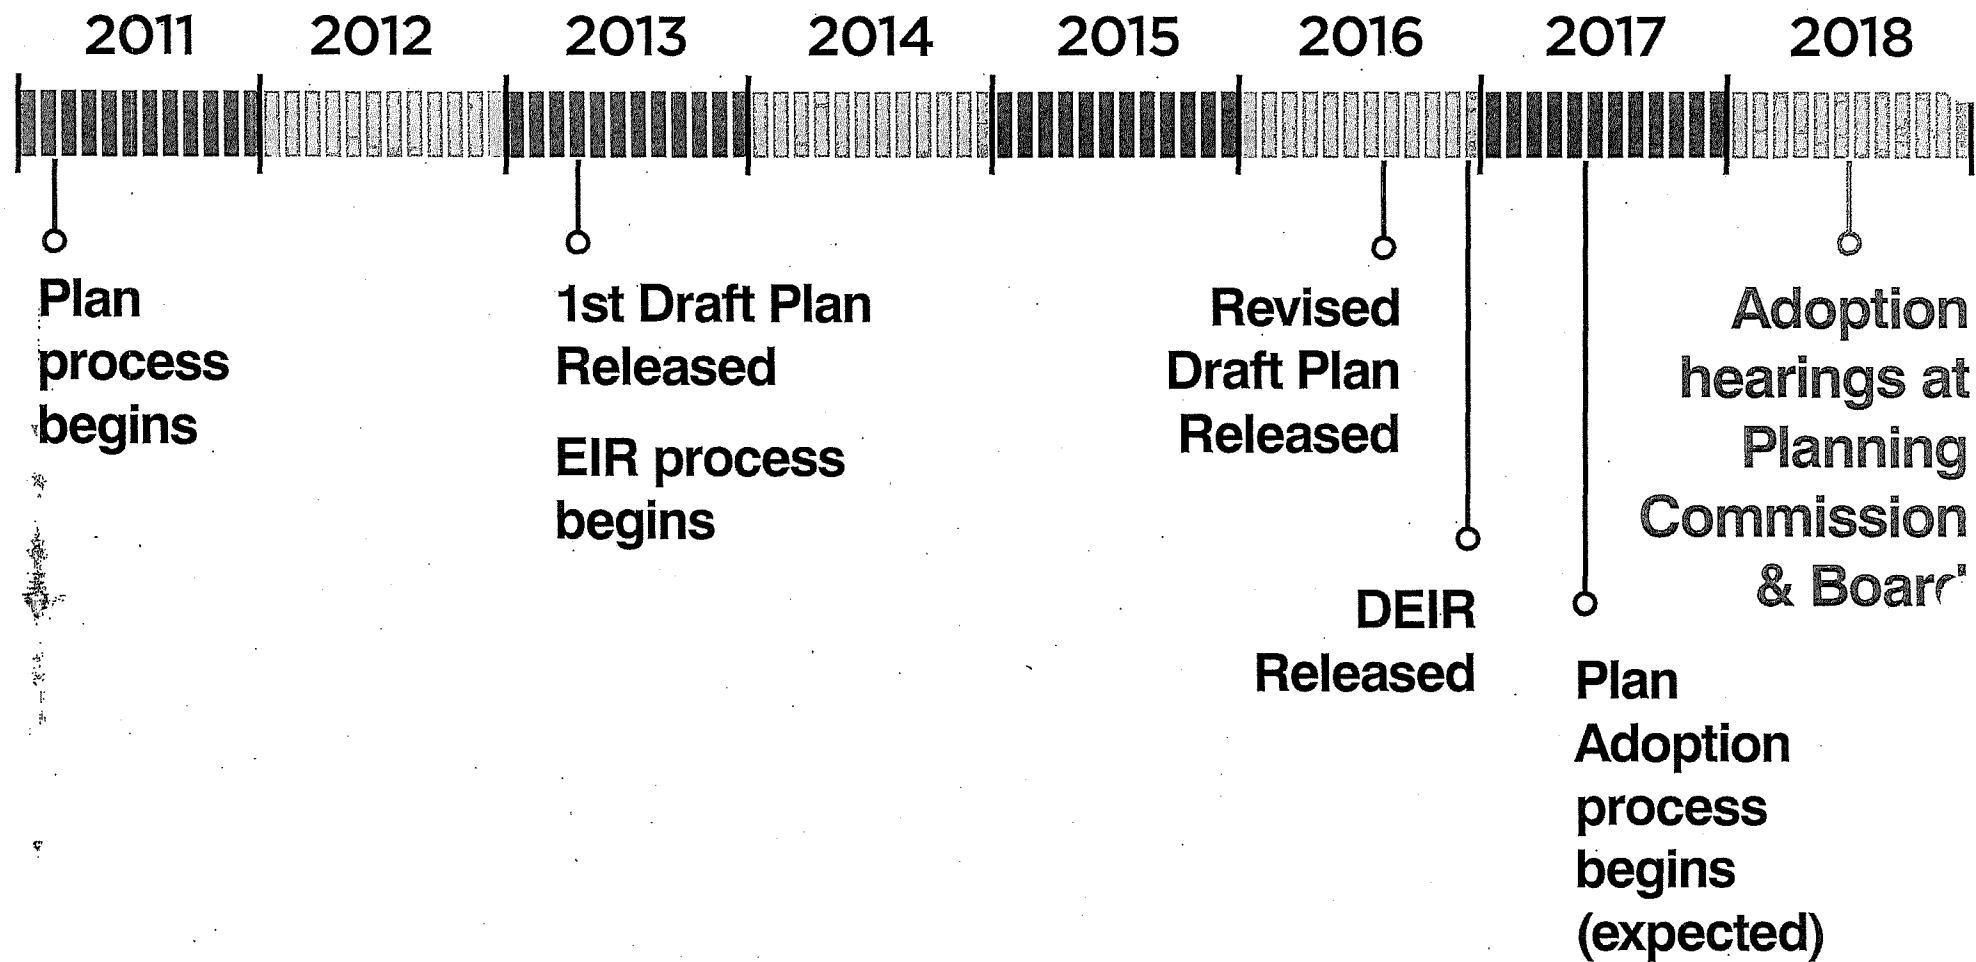 2011 2012 2013 2014 2015 2016 2017 2018
Plan
process
begins
1st Draft Plan
Released
EIR process
begins
Revised
Draft Plan
Released
DEIR
Released
Plan
Adoption
process
begins
(expected)
Adoption
hearings at
Planning
Commission
& Board